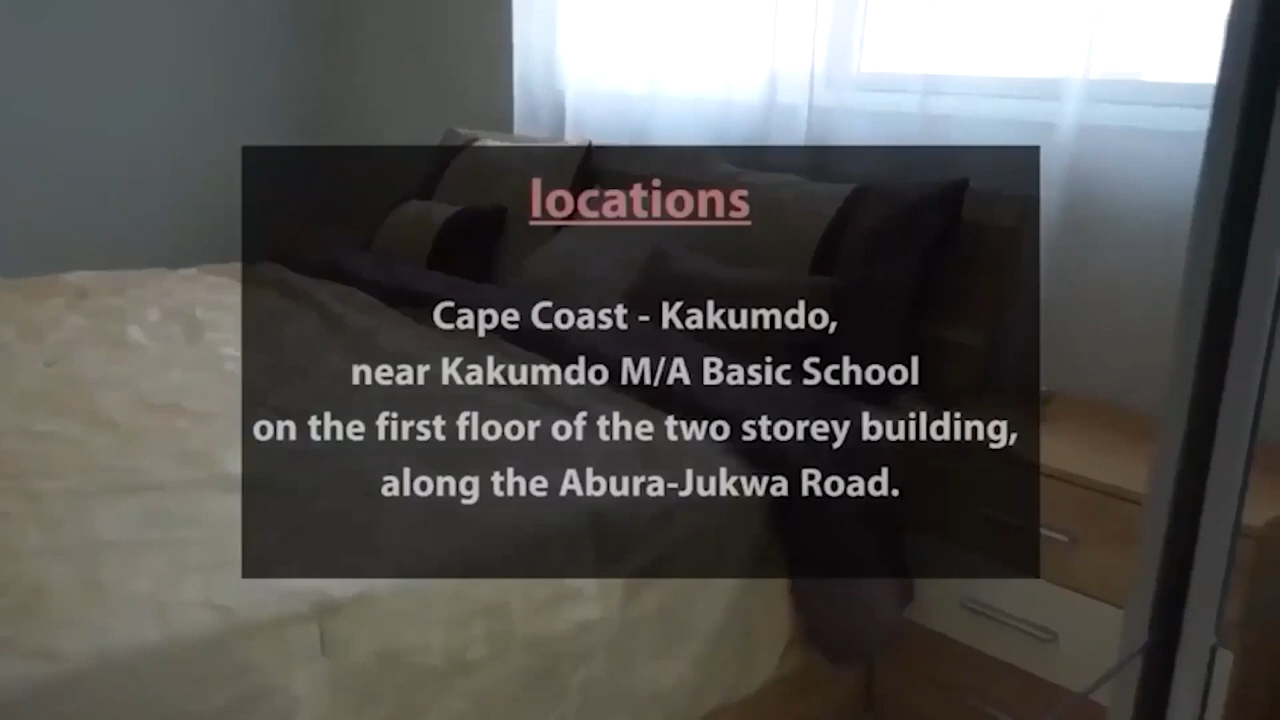 locations
Cape Coast - Kakumdo,
near Kakumdo M/A Basic School
on the first floor of the two storey building,
along the Abura-Jukwa Road.